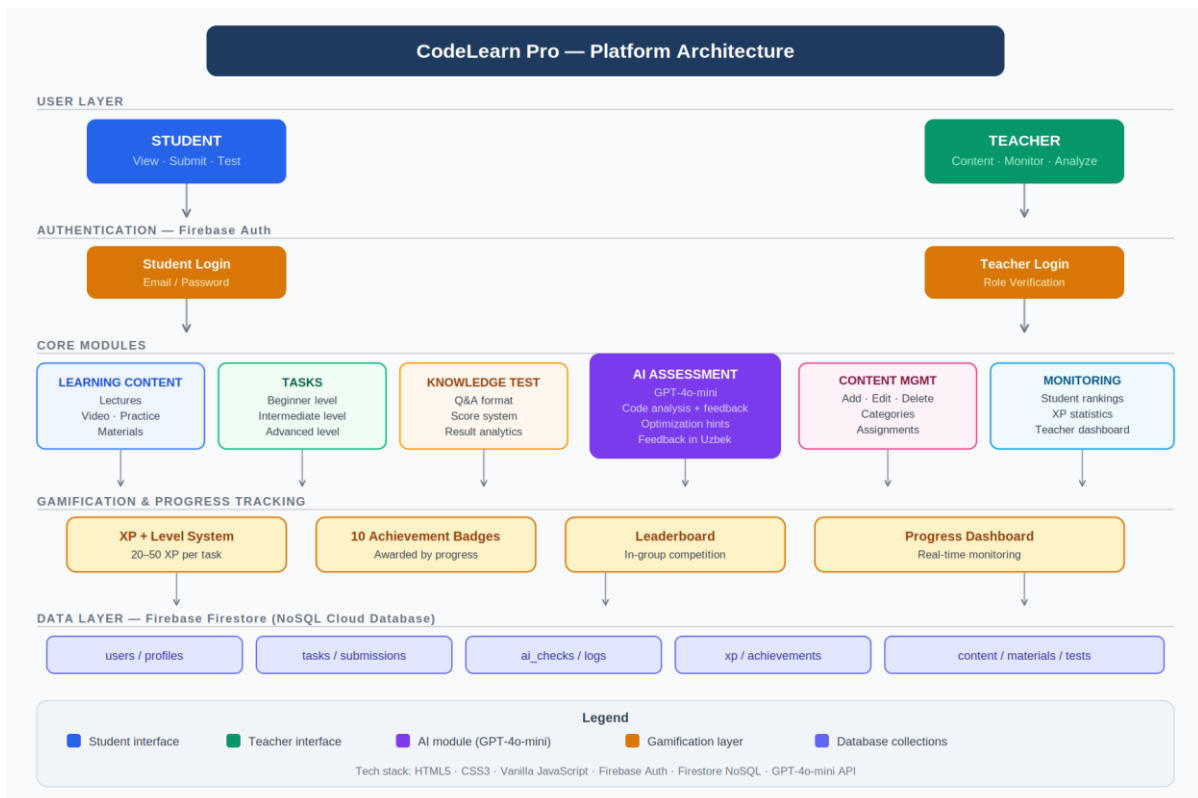 CodeLearn Pro — Platform Architecture
USER LAYER
STUDENT
View · Submit · Test
TEACHER
Content · Monitor · Analyze
AUTHENTICATION — Firebase Auth
Student Login
Email / Password
Teacher Login
Role Verification
CORE MODULES
LEARNING CONTENT
Lectures
Video · Practice
Materials
TASKS
Beginner level
Intermediate level
Advanced level
KNOWLEDGE TEST
Q&A format
Score system
Result analytics
AI ASSESSMENT
GPT-4o-mini
Code analysis + feedback
Optimization hints
Feedback in Uzbek
CONTENT MGMT
Add · Edit · Delete
Categories
Assignments
MONITORING
Student rankings
XP statistics
Teacher dashboard
GAMIFICATION & PROGRESS TRACKING
XP + Level System
20–50 XP per task
10 Achievement Badges
Awarded by progress
Leaderboard
In-group competition
Progress Dashboard
Real-time monitoring
DATA LAYER — Firebase Firestore (NoSQL Cloud Database)
users / profiles
tasks / submissions
ai_checks / logs
xp / achievements
content / materials / tests
Legend
Student interface
Teacher interface
AI module (GPT-4o-mini)
Gamification layer
Database collections
Tech stack: HTML5 · CSS3 · Vanilla JavaScript · Firebase Auth · Firestore NoSQL · GPT-4o-mini API